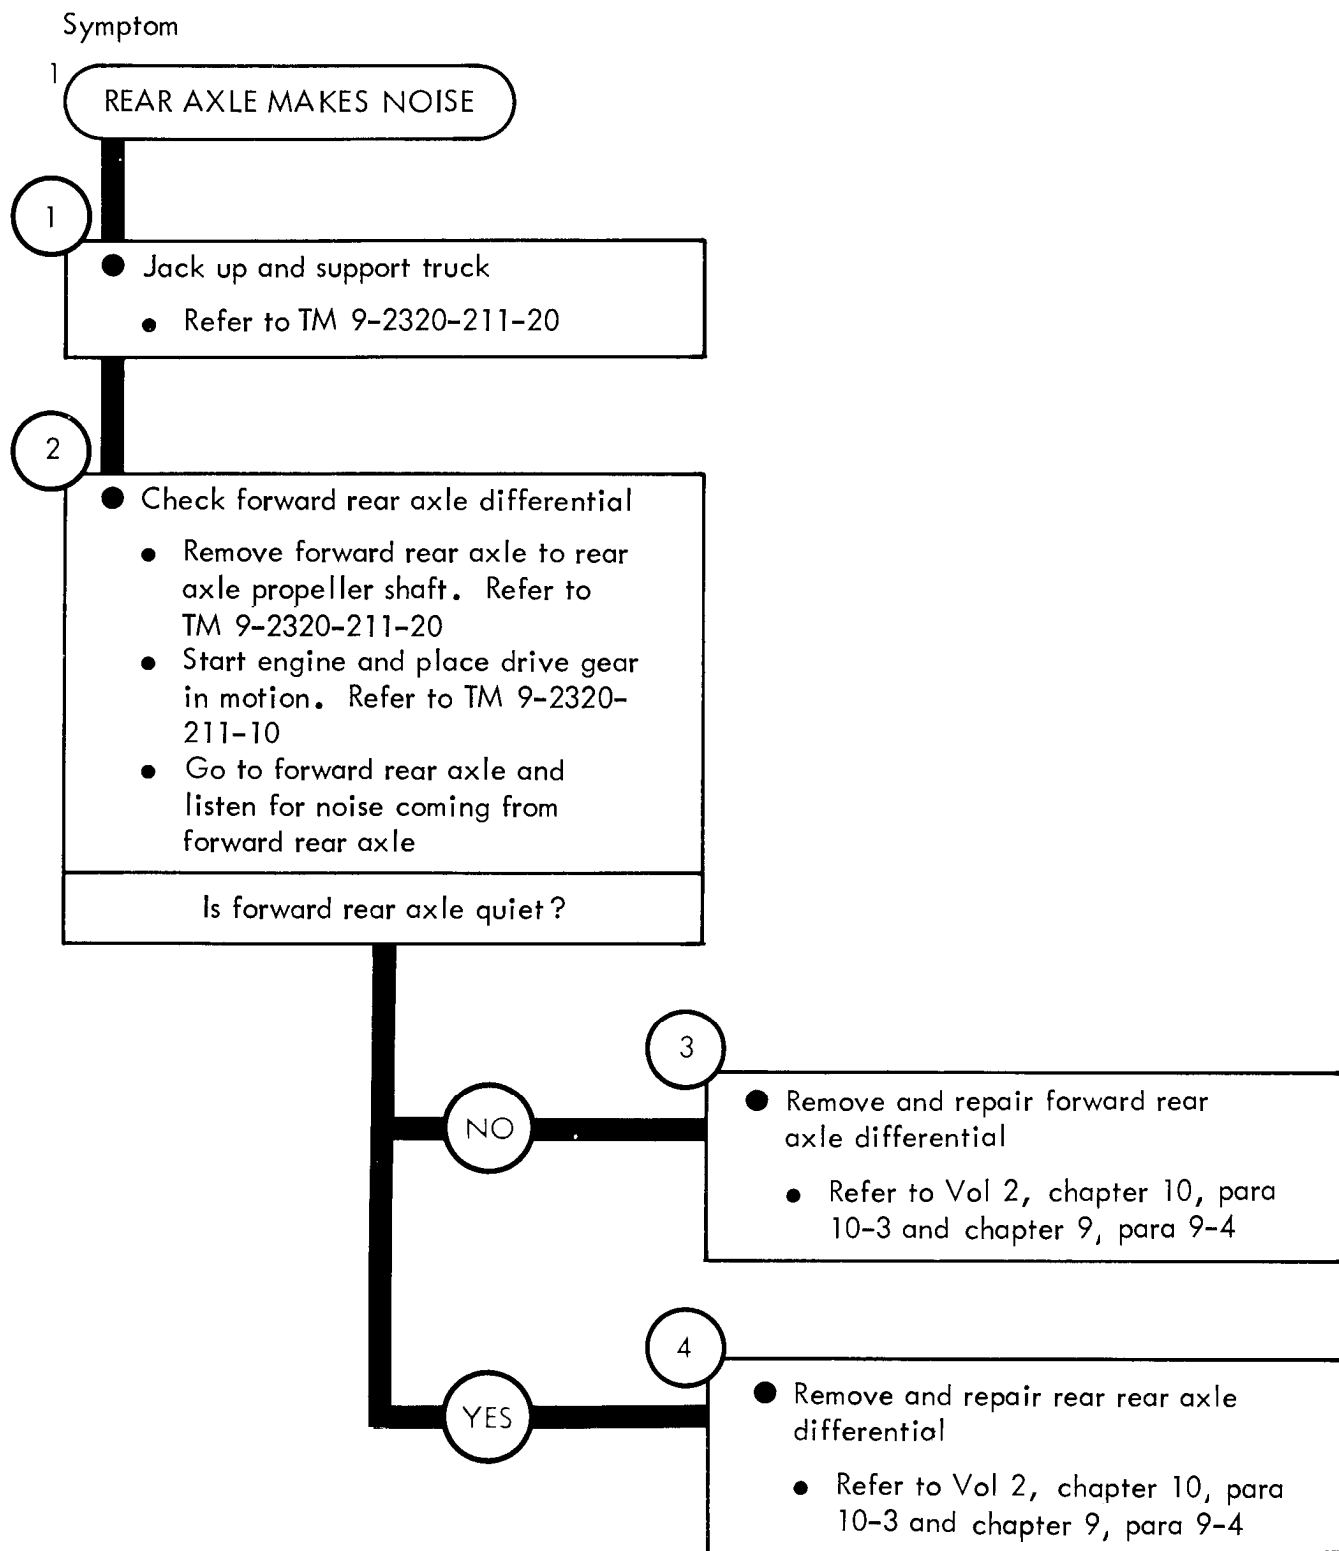 Symptom
1
REAR AXLE MAKES NOISE
1
● Jack up and support truck
● Refer to TM 9-2320-211-20
2
● Check forward rear axle differential
● Remove forward rear axle to rear
axle propeller shaft. Refer to
TM 9-2320-211-20
● Start engine and place drive gear
in motion. Refer to TM 9-2320-
211-10
● Go to forward rear axle and
listen for noise coming from
forward rear axle
Is forward rear axle quiet?
NO
3
● Remove and repair forward rear
axle differential
● Refer to Vol 2, chapter 10, para
10-3 and chapter 9, para 9-4
YES
4
● Remove and repair rear rear axle
differential
● Refer to Vol 2, chapter 10, para
10-3 and chapter 9, para 9-4